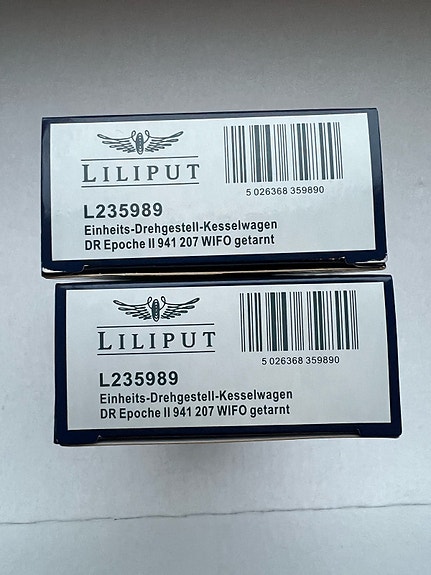 LILIPUT
5 026368 359890
L235989
Einheits-Drehgestell-Kesselwagen
DR Epoche II 941 207 WIFO getarnt
LILIPUT
5 026368 359890
L235989
Einheits-Drehgestell-Kesselwagen
DR Epoche II 941 207 WIFO getarnt